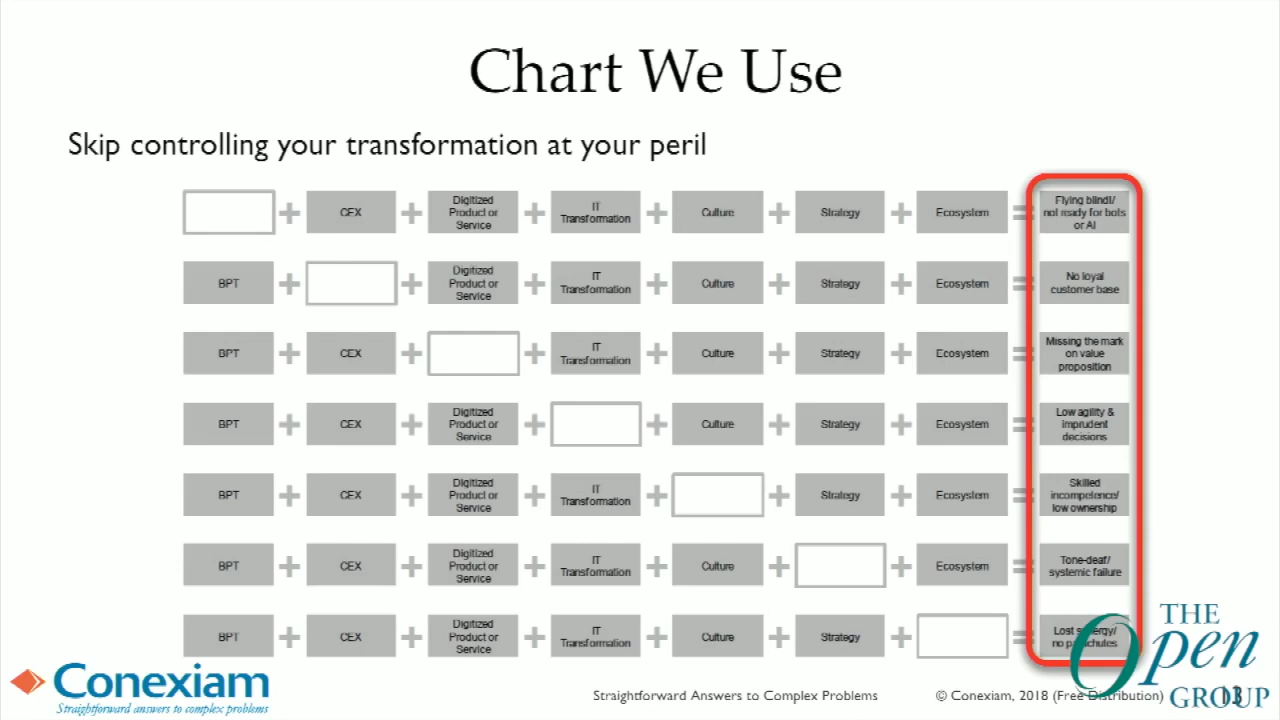 Chart We Use
Skip controlling your transformation at your peril
+ CEX + Digitized Product or Service + IT Transformation + Culture + Strategy + Ecosystem = Flying blind!/ not ready for bots or AI
BPT + + Digitized Product or Service + IT Transformation + Culture + Strategy + Ecosystem = No loyal customer base
BPT + CEX + + IT Transformation + Culture + Strategy + Ecosystem = Missing the mark on value proposition
BPT + CEX + Digitized Product or Service + + Culture + Strategy + Ecosystem = Low agility & imprudent decisions
BPT + CEX + Digitized Product or Service + IT Transformation + + Strategy + Ecosystem = Skilled incompetence/ low ownership
BPT + CEX + Digitized Product or Service + IT Transformation + Culture + + Ecosystem = Tone-deaf/ systemic failure
BPT + CEX + Digitized Product or Service + IT Transformation + Culture + Strategy + = Lost synergy/ no parachutes
Conexiam
Straightforward answers to complex problems
Straightforward Answers to Complex Problems
© Conexiam, 2018 (Free Distribution)
13
THE
Open
GROUP